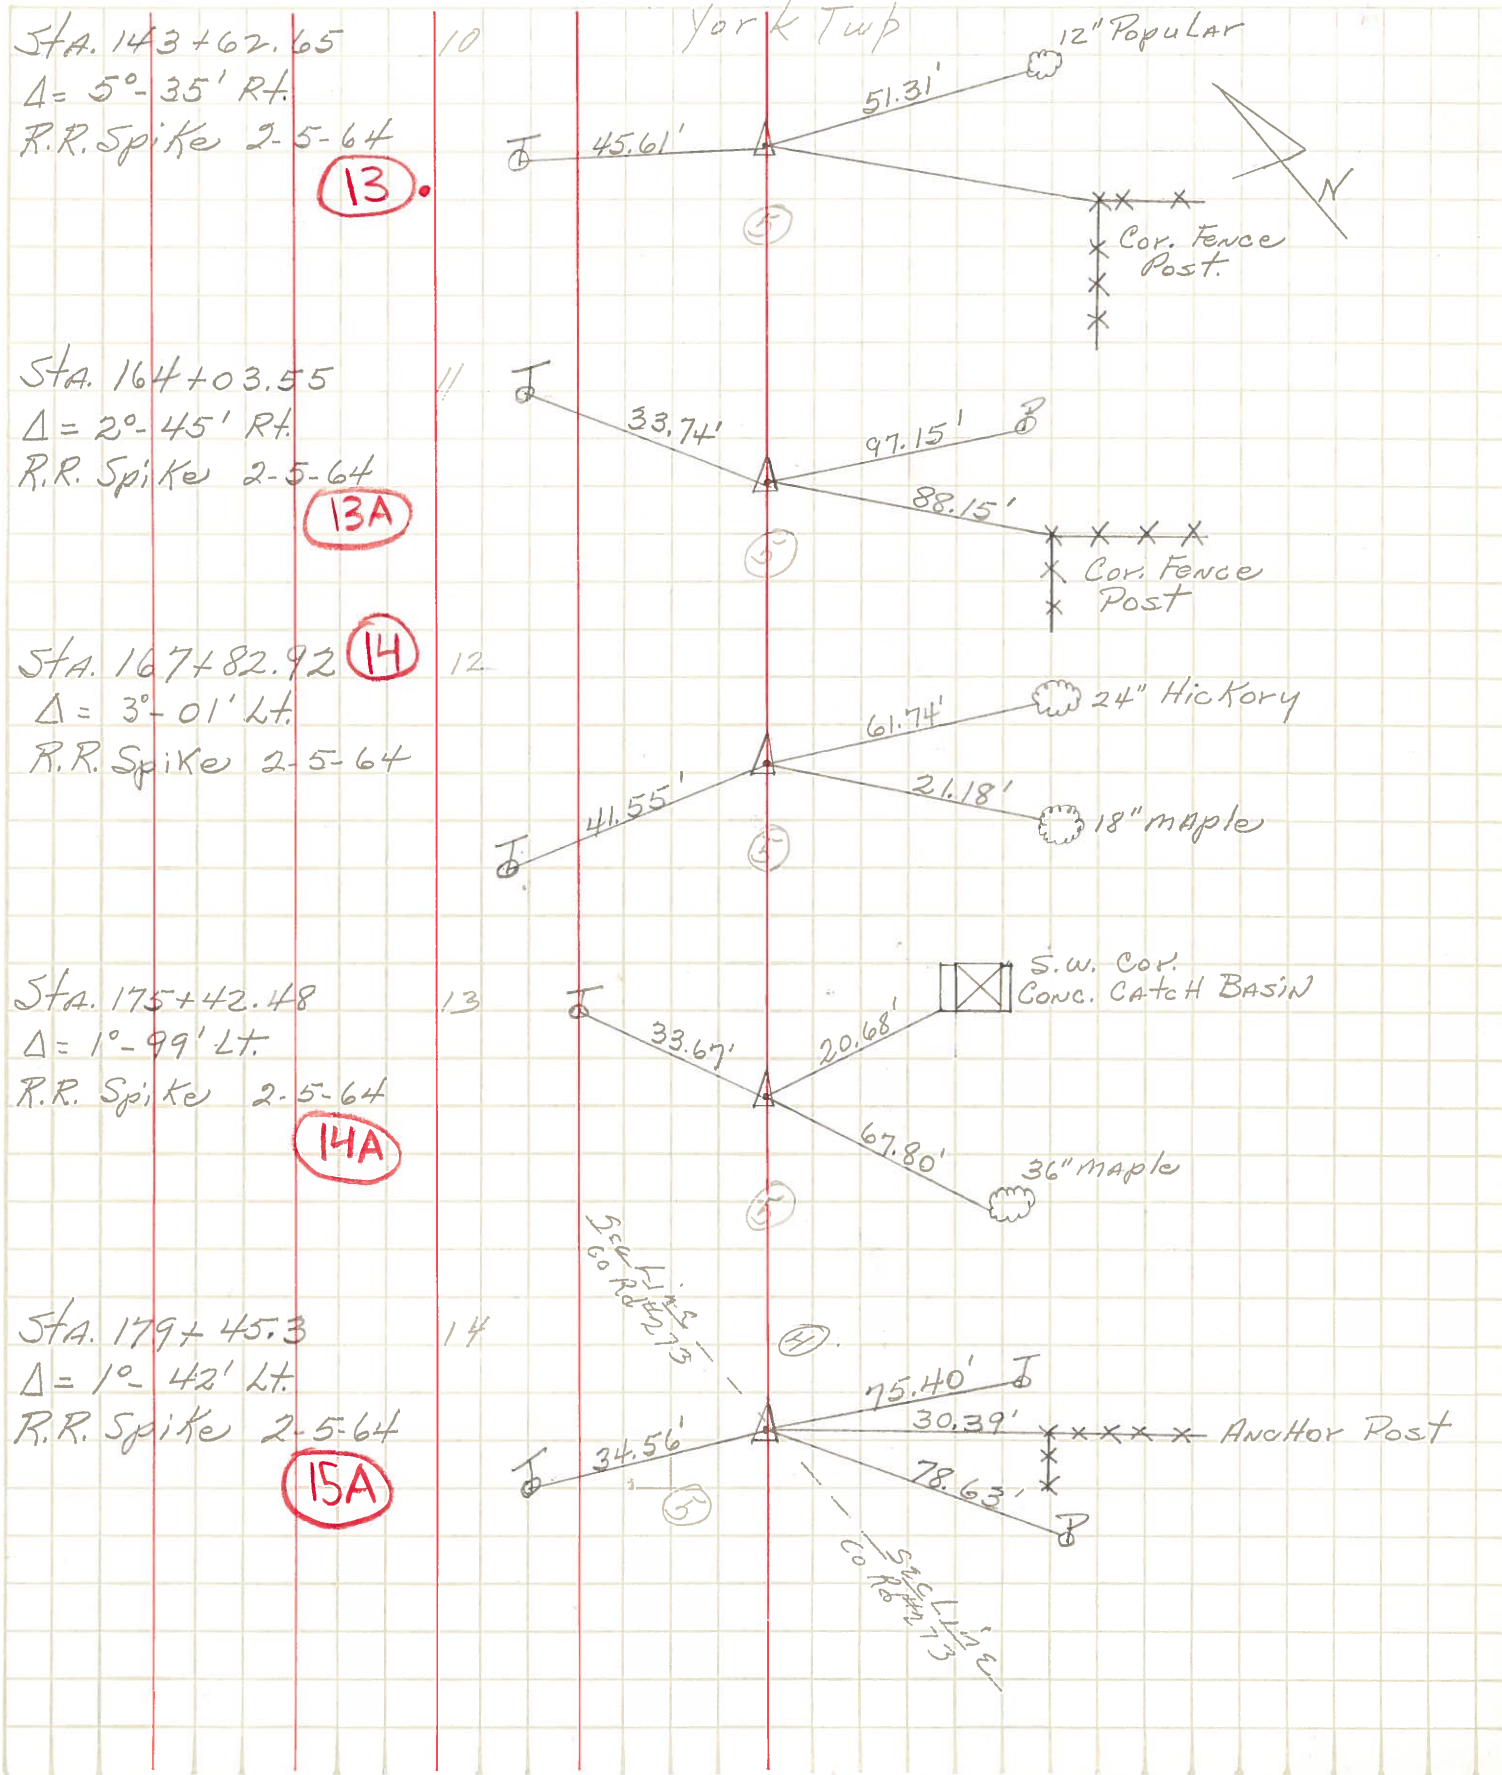 York Twp
Sta. 143+62.65 10
Δ= 5°-35' Rt.
R.R. Spike 2-5-64
13
45.61'
51.31'
12" Popular
N
Cor. Fence
Post.
5
Sta. 164+03.55 11
Δ= 2°-45' Rt.
R.R. Spike 2-5-64
13A
T
33.74'
97.15'
P
88.15'
Cor. Fence
Post
5
Sta. 167+82.92 14 12
Δ= 3°-01' Lt.
R.R. Spike 2-5-64
61.74'
24" Hickory
21.18'
18" Maple
41.55'
T
5
Sta. 175+42.48 13
Δ= 1°-99' Lt.
R.R. Spike 2-5-64
14A
T
33.67'
20.68'
S.W. Cor.
Conc. Catch Basin
67.80'
36" Maple
5
Sec Line
Co Rd #273
Sta. 179+45.3 14
Δ= 1°-42' Lt.
R.R. Spike 2-5-64
15A
4
75.40'
T
30.39'
Anchor Post
34.56'
T
78.63'
P
5
Sec Line
Co Rd #273